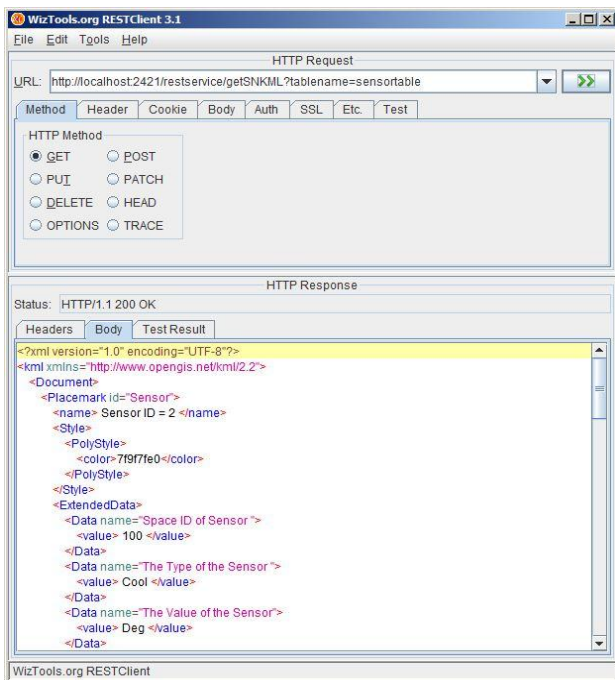 WizTools.org RESTClient 3.1
File Edit Tools Help
HTTP Request
URL: http://localhost:2421/restservice/getSNKML?tablename=sensortable
Method Header Cookie Body Auth SSL Etc. Test
HTTP Method
GET POST
PUT PATCH
DELETE HEAD
OPTIONS TRACE
HTTP Response
Status: HTTP/1.1 200 OK
Headers Body Test Result
<?xml version="1.0" encoding="UTF-8"?>
<kml xmlns="http://www.opengis.net/kml/2.2">
<Document>
<Placemark id="Sensor">
<name> Sensor ID = 2 </name>
<Style>
<PolyStyle>
<color>7f9f7fe0</color>
</PolyStyle>
</Style>
<ExtendedData>
<Data name="Space ID of Sensor ">
<value> 100 </value>
</Data>
<Data name="The Type of the Sensor ">
<value> Cool </value>
</Data>
<Data name="The Value of the Sensor">
<value> Deg </value>
</Data>
WizTools.org RESTClient